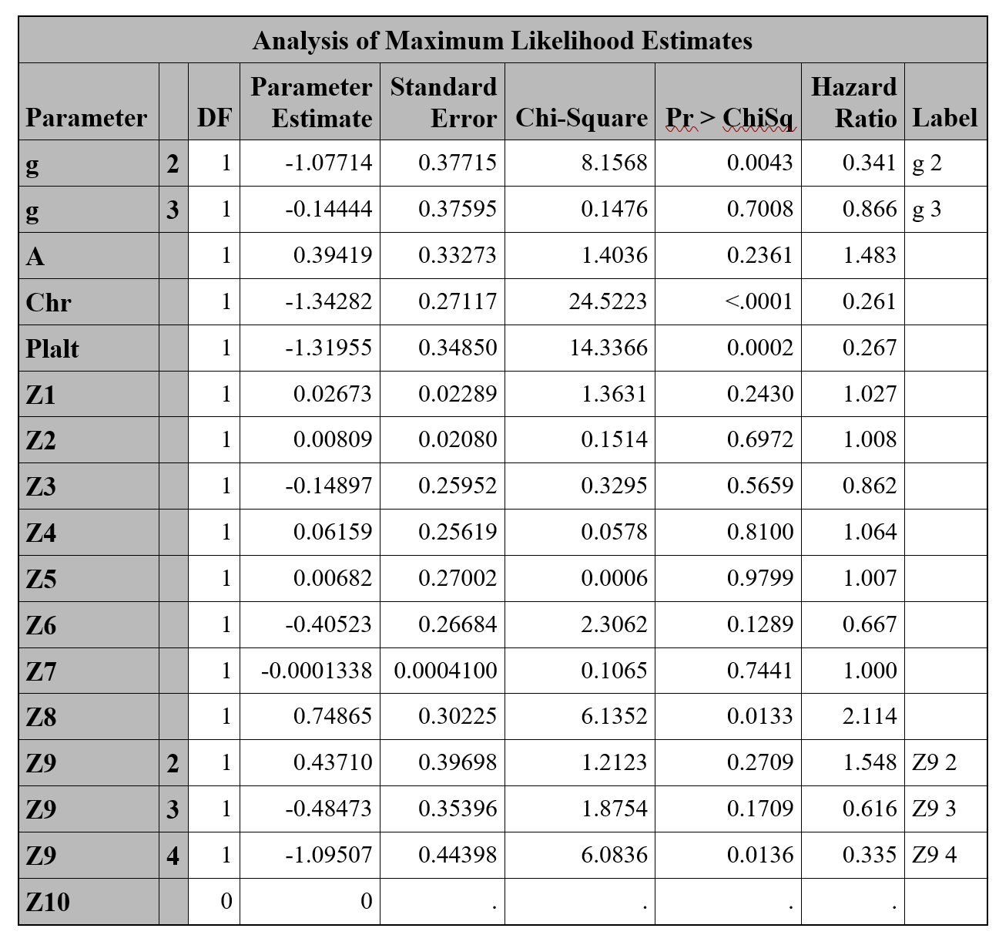 Analysis of Maximum Likelihood Estimates
Parameter DF Parameter Estimate Standard Error Chi-Square Pr > ChiSq Hazard Ratio Label
g 2 1 -1.07714 0.37715 8.1568 0.0043 0.341 g 2
g 3 1 -0.14444 0.37595 0.1476 0.7008 0.866 g 3
A 1 0.39419 0.33273 1.4036 0.2361 1.483
Chr 1 -1.34282 0.27117 24.5223 <.0001 0.261
Plalt 1 -1.31955 0.34850 14.3366 0.0002 0.267
Z1 1 0.02673 0.02289 1.3631 0.2430 1.027
Z2 1 0.00809 0.02080 0.1514 0.6972 1.008
Z3 1 -0.14897 0.25952 0.3295 0.5659 0.862
Z4 1 0.06159 0.25619 0.0578 0.8100 1.064
Z5 1 0.00682 0.27002 0.0006 0.9799 1.007
Z6 1 -0.40523 0.26684 2.3062 0.1289 0.667
Z7 1 -0.0001338 0.0004100 0.1065 0.7441 1.000
Z8 1 0.74865 0.30225 6.1352 0.0133 2.114
Z9 2 1 0.43710 0.39698 1.2123 0.2709 1.548 Z9 2
Z9 3 1 -0.48473 0.35396 1.8754 0.1709 0.616 Z9 3
Z9 4 1 -1.09507 0.44398 6.0836 0.0136 0.335 Z9 4
Z10 0 0 . . . .